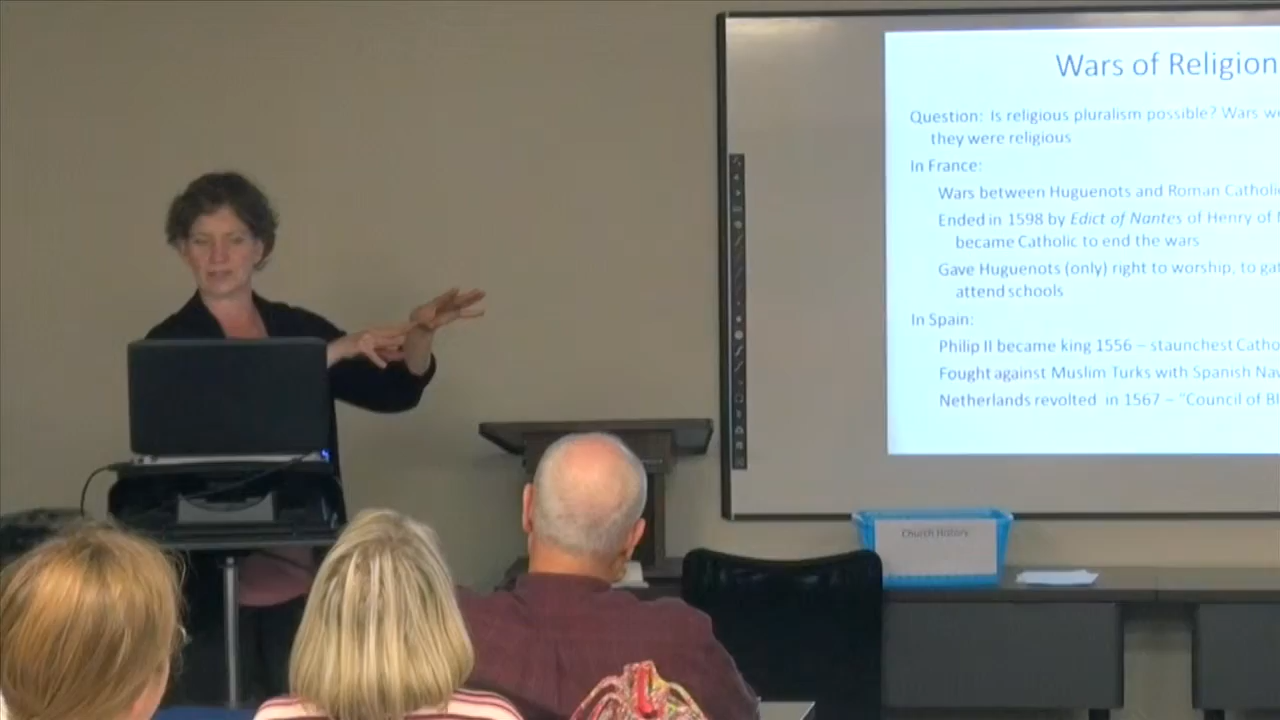 Wars of Religion
Question: Is religious pluralism possible? Wars we
they were religious
In France:
Wars between Huguenots and Roman Catholi
Ended in 1598 by Edict of Nantes of Henry of
became Catholic to end the wars
Gave Huguenots (only) right to worship, to ga
attend schools
In Spain:
Philip II became king 1556 – staunchest Catho
Fought against Muslim Turks with Spanish Nav
Netherlands revolted in 1567 – "Council of Bl
Church History